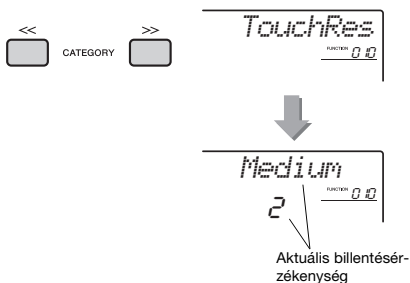 << >>
CATEGORY
TouchRes
FUNCTION 010
Medium
FUNCTION 010
2
Aktuális billentésér-
zékenység